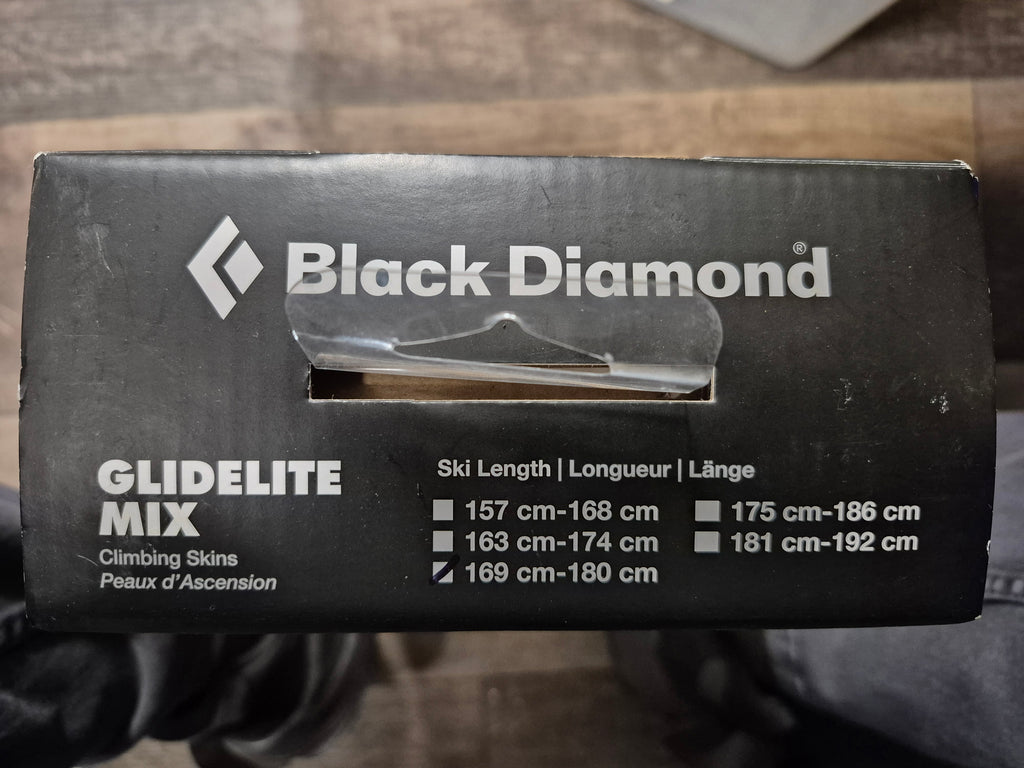 Black Diamond®
GLIDELITE
MIX
Climbing Skins
Peaux d'Ascension
Ski Length | Longueur | Länge
157 cm-168 cm
163 cm-174 cm
169 cm-180 cm
175 cm-186 cm
181 cm-192 cm